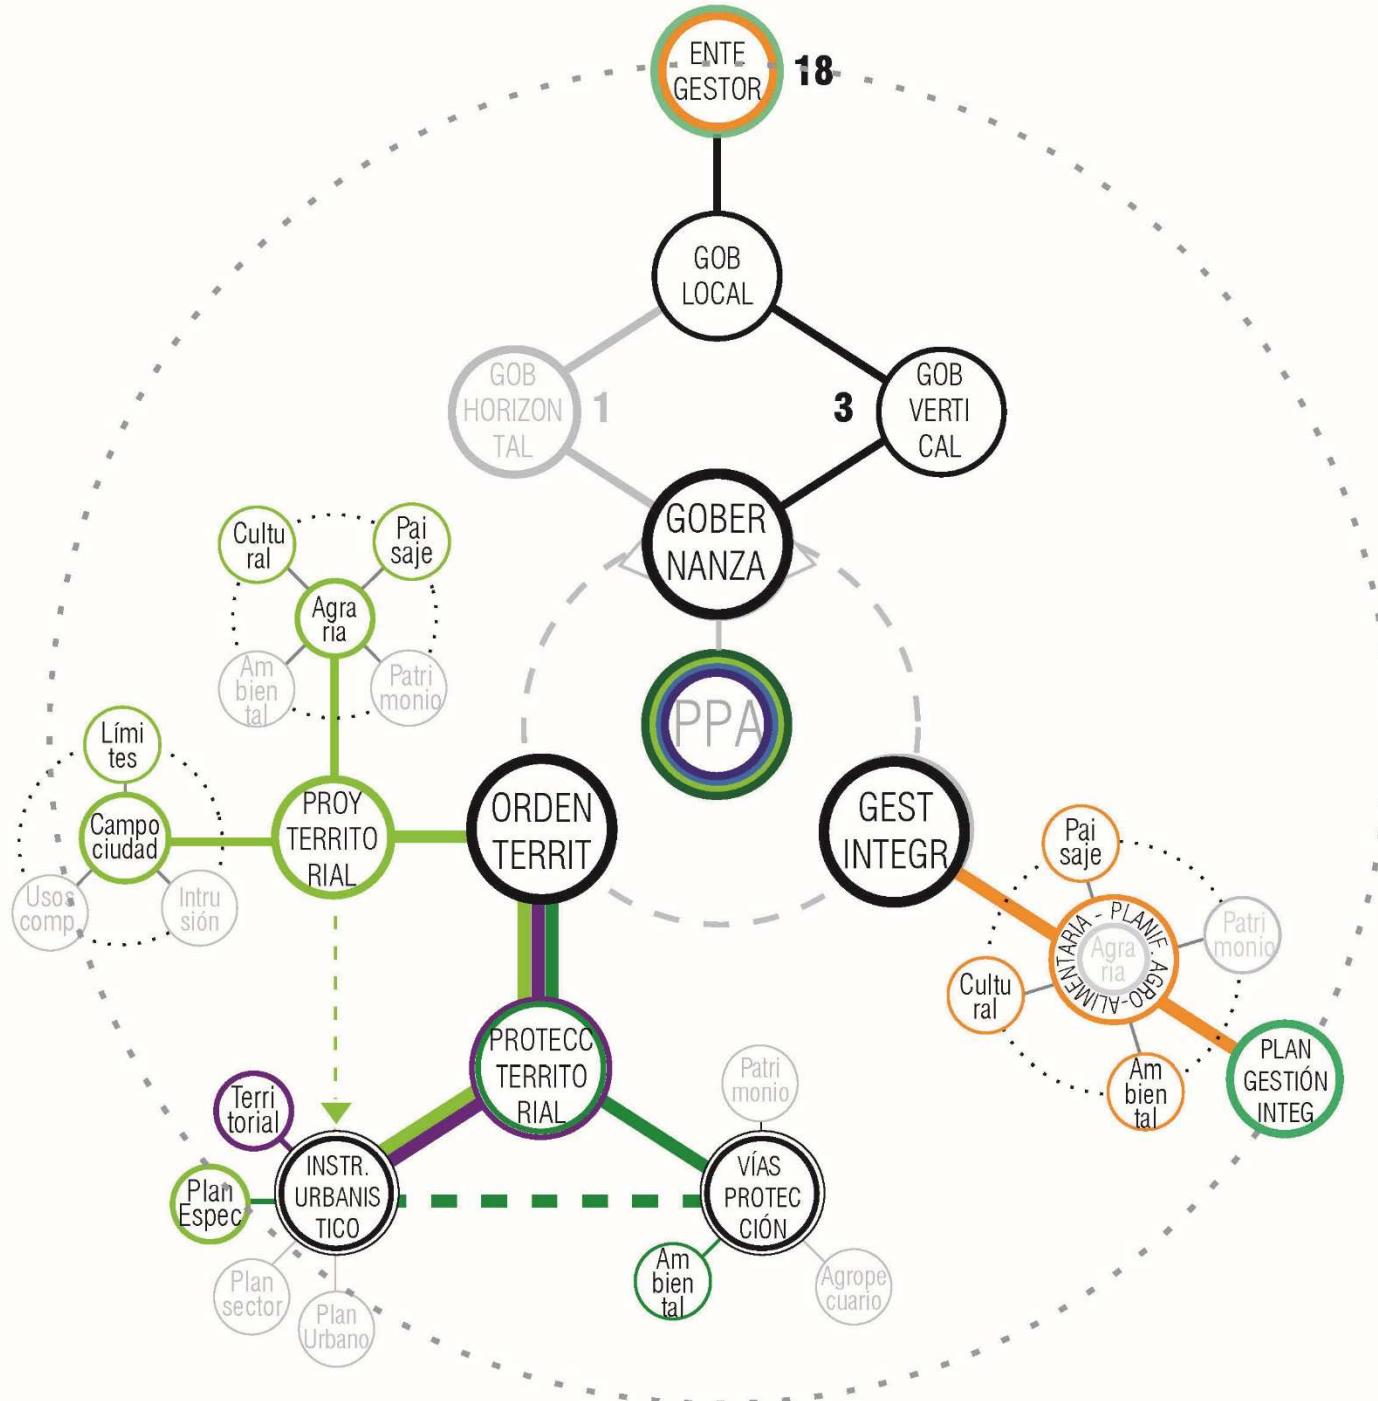 ENTE
GESTOR
18
GOB
LOCAL
GOB
HORIZON
TAL
1
3
GOB
VERTI
CAL
GOBER
NANZA
PPA
Cultu
ral
Pai
saje
Agra
ria
Am
bien
tal
Patri
monio
Lími
tes
Campo
ciudad
Usos
comp.
Intru
sión
PROY
TERRITO
RIAL
ORDEN
TERRIT
GEST
INTEGR
Pai
saje
Patri
monio
PLANIF. AGRO-ALIMENTARIA -
Agra
ria
Cultu
ral
Am
bien
tal
PLAN
GESTIÓN
INTEG
PROTECC
TERRITO
RIAL
Terri
torial
Plan
Espec
INSTR.
URBANIS
TICO
Plan
sector
Plan
Urbano
Patri
monio
VÍAS
PROTEC
CIÓN
Am
bien
tal
Agrope
cuario